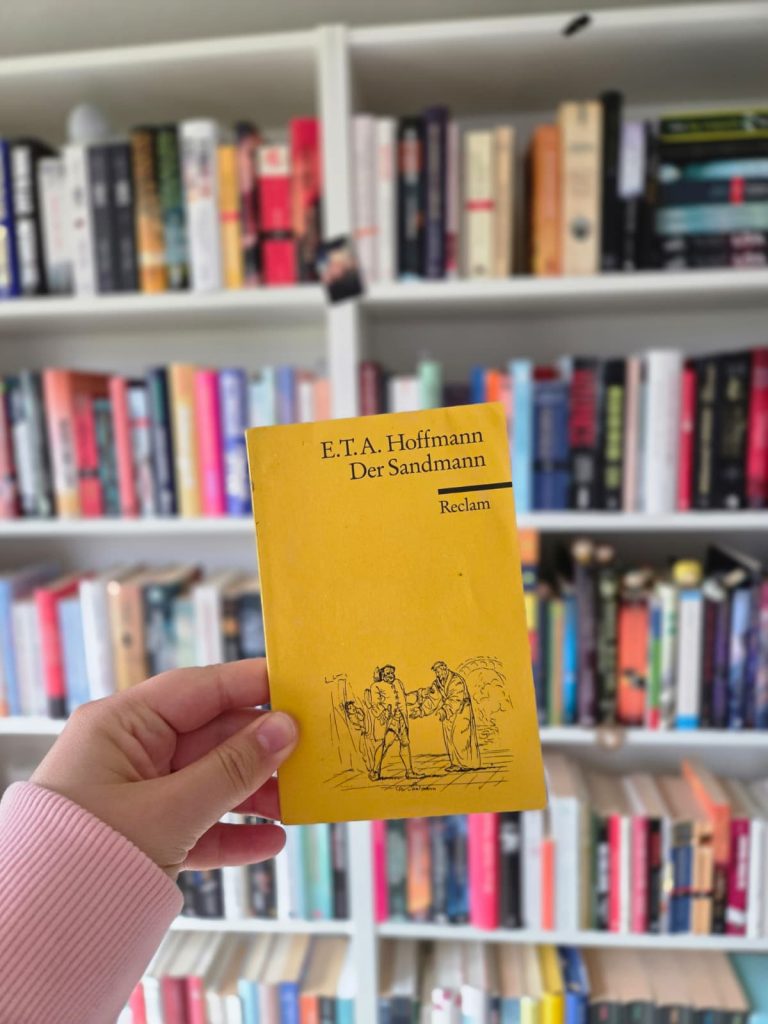 E.T.A. Hoffmann
Der Sandmann
Reclam